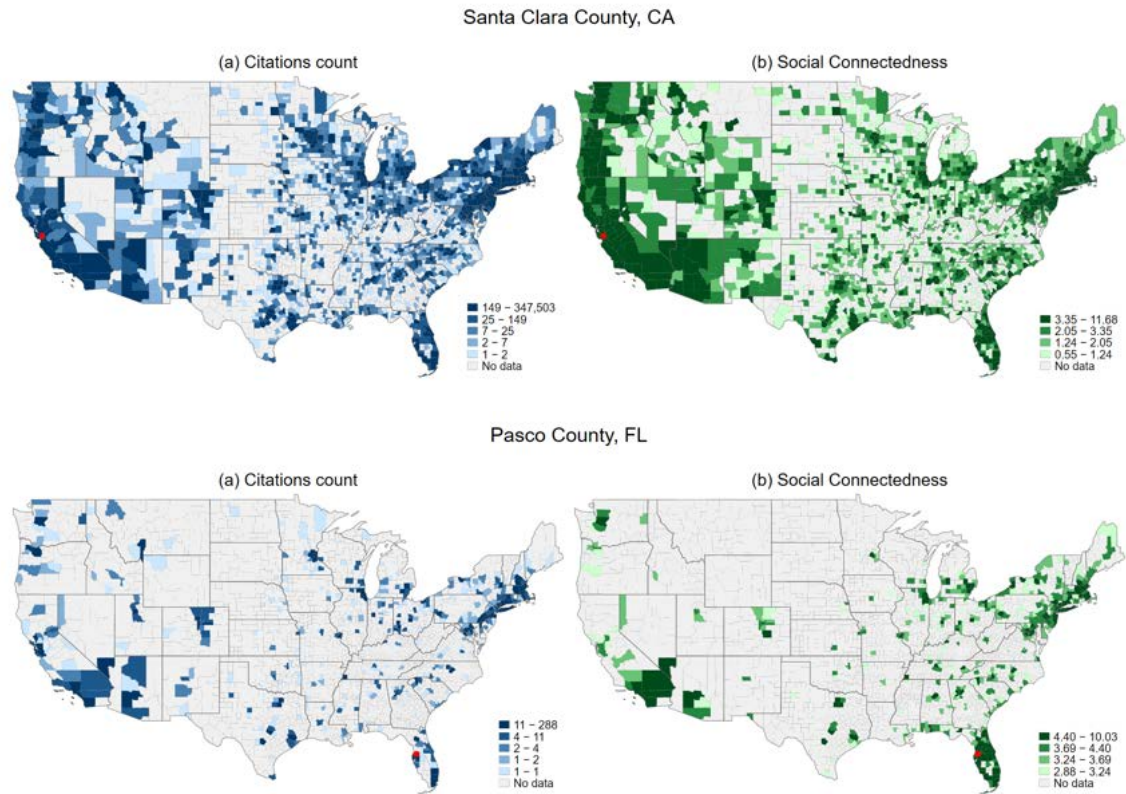 Santa Clara County, CA
(a) Citations count
(b) Social Connectedness
149 – 347,503
25 – 149
7 – 25
2 – 7
1 – 2
No data
3.35 – 11.68
2.05 – 3.35
1.24 – 2.05
0.55 – 1.24
No data
Pasco County, FL
(a) Citations count
(b) Social Connectedness
11 – 288
4 – 11
2 – 4
1 – 2
1 – 1
No data
4.40 – 10.03
3.69 – 4.40
3.24 – 3.69
2.88 – 3.24
No data